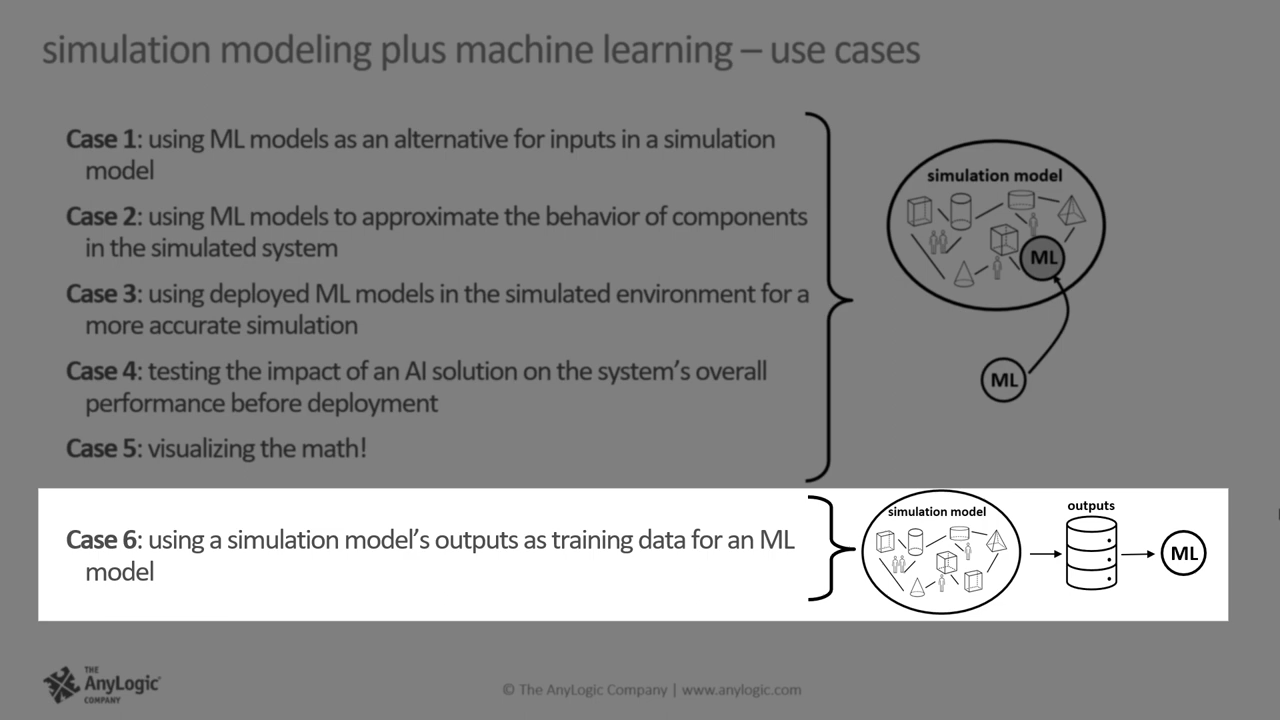 simulation modeling plus machine learning – use cases
Case 1: using ML models as an alternative for inputs in a simulation
model
Case 2: using ML models to approximate the behavior of components
in the simulated system
Case 3: using deployed ML models in the simulated environment for a
more accurate simulation
Case 4: testing the impact of an AI solution on the system's overall
performance before deployment
Case 5: visualizing the math!
simulation model
ML
ML
Case 6: using a simulation model's outputs as training data for an ML
model
simulation model
outputs
ML
THE
AnyLogic
COMPANY
© The AnyLogic Company | www.anylogic.com